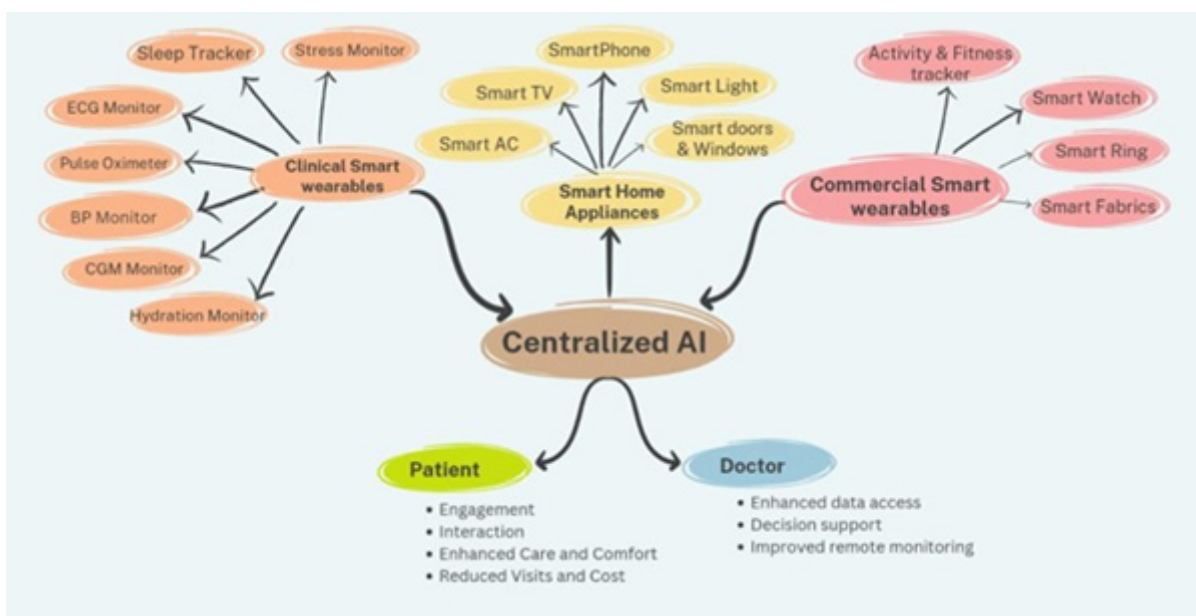 Sleep Tracker
Stress Monitor
ECG Monitor
Pulse Oximeter
BP Monitor
CGM Monitor
Hydration Monitor
Clinical Smart
wearables
SmartPhone
Smart TV
Smart Light
Smart AC
Smart doors
& Windows
Smart Home
Appliances
Activity & Fitness
tracker
Smart Watch
Smart Ring
Smart Fabrics
Commercial Smart
wearables
Centralized AI
Patient
• Engagement
• Interaction
• Enhanced Care and Comfort
• Reduced Visits and Cost
Doctor
• Enhanced data access
• Decision support
• Improved remote monitoring